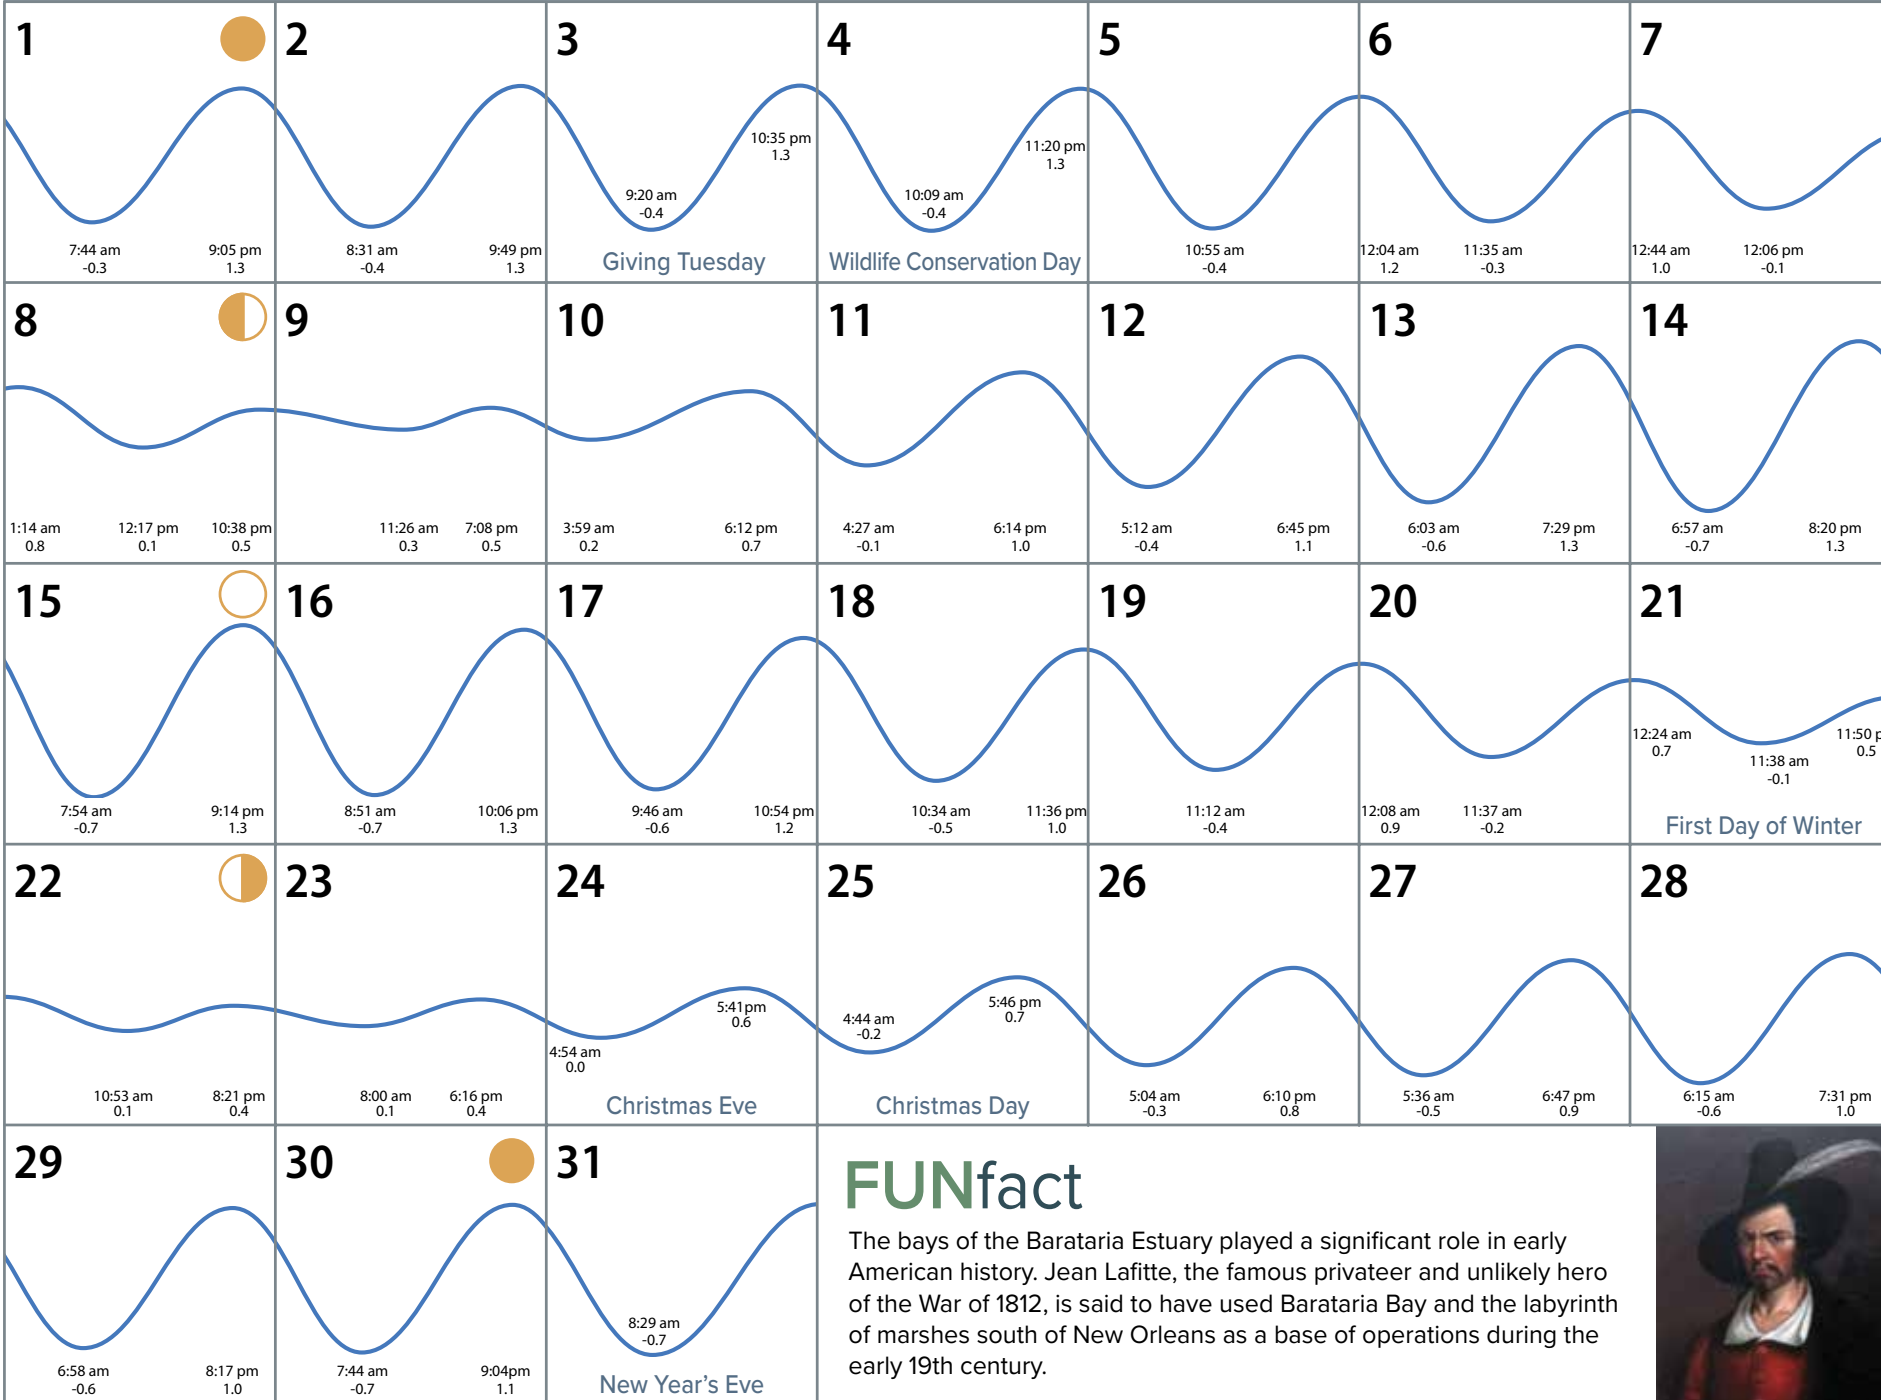 1
2
3
4
5
6
7
10:35 pm
1.3
11:20 pm
1.3
9:20 am
-0.4
10:09 am
-0.4
7:44 am
-0.3
9:05 pm
1.3
8:31 am
-0.4
9:49 pm
1.3
Giving Tuesday
Wildlife Conservation Day
10:55 am
-0.4
12:04 am
1.2
11:35 am
-0.3
12:44 am
1.0
12:06 pm
-0.1
8
9
10
11
12
13
14
1:14 am
0.8
12:17 pm
0.1
10:38 pm
0.5
11:26 am
0.3
7:08 pm
0.5
3:59 am
0.2
6:12 pm
0.7
4:27 am
-0.1
6:14 pm
1.0
5:12 am
-0.4
6:45 pm
1.1
6:03 am
-0.6
7:29 pm
1.3
6:57 am
-0.7
8:20 pm
1.3
15
16
17
18
19
20
21
7:54 am
-0.7
9:14 pm
1.3
8:51 am
-0.7
10:06 pm
1.3
9:46 am
-0.6
10:54 pm
1.2
10:34 am
-0.5
11:36 pm
1.0
11:12 am
-0.4
12:08 am
0.9
11:37 am
-0.2
12:24 am
0.7
11:38 am
-0.1
11:50 p
0.5
First Day of Winter
22
23
24
25
26
27
28
10:53 am
0.1
8:21 pm
0.4
8:00 am
0.1
6:16 pm
0.4
4:54 am
0.0
5:41pm
0.6
Christmas Eve
4:44 am
-0.2
5:46 pm
0.7
Christmas Day
5:04 am
-0.3
6:10 pm
0.8
5:36 am
-0.5
6:47 pm
0.9
6:15 am
-0.6
7:31 pm
1.0
29
30
31
6:58 am
-0.6
8:17 pm
1.0
7:44 am
-0.7
9:04pm
1.1
8:29 am
-0.7
New Year's Eve
FUNfact
The bays of the Barataria Estuary played a significant role in early
American history. Jean Lafitte, the famous privateer and unlikely hero
of the War of 1812, is said to have used Barataria Bay and the labyrinth
of marshes south of New Orleans as a base of operations during the
early 19th century.